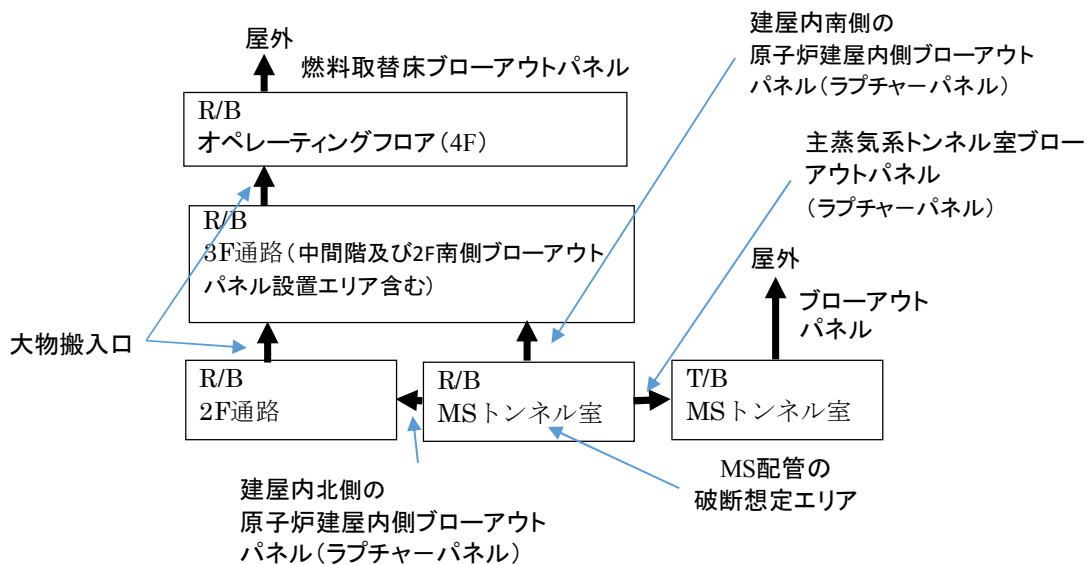 建屋内南側の
原子炉建屋内側ブローアウト
パネル（ラプチャーパネル）
屋外
燃料取替床ブローアウトパネル
R/B
オペレーティングフロア（4F）
主蒸気系トンネル室ブロー
アウトパネル
（ラプチャーパネル）
R/B
3F通路（中間階及び2F南側ブローアウト
パネル設置エリア含む）
屋外
ブローアウト
パネル
大物搬入口
R/B
2F通路
R/B
MSトンネル室
T/B
MSトンネル室
MS配管の
破断想定エリア
建屋内北側の
原子炉建屋内側ブローアウト
パネル（ラプチャーパネル）